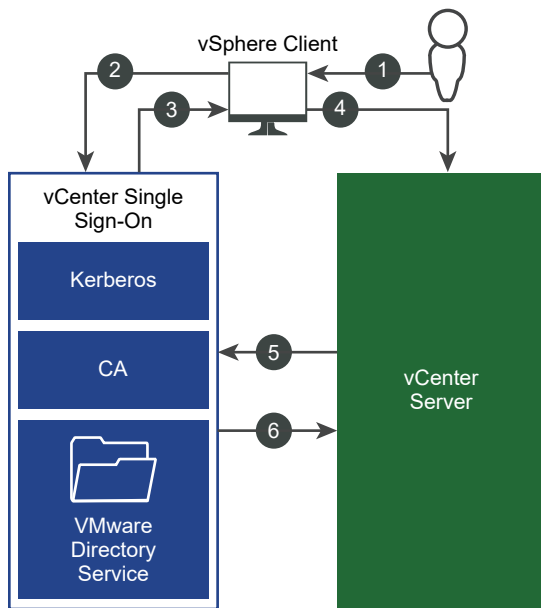 vSphere Client
1
2
3
4
vCenter Single
Sign-On
Kerberos
CA
VMware
Directory
Service
5
6
vCenter
Server